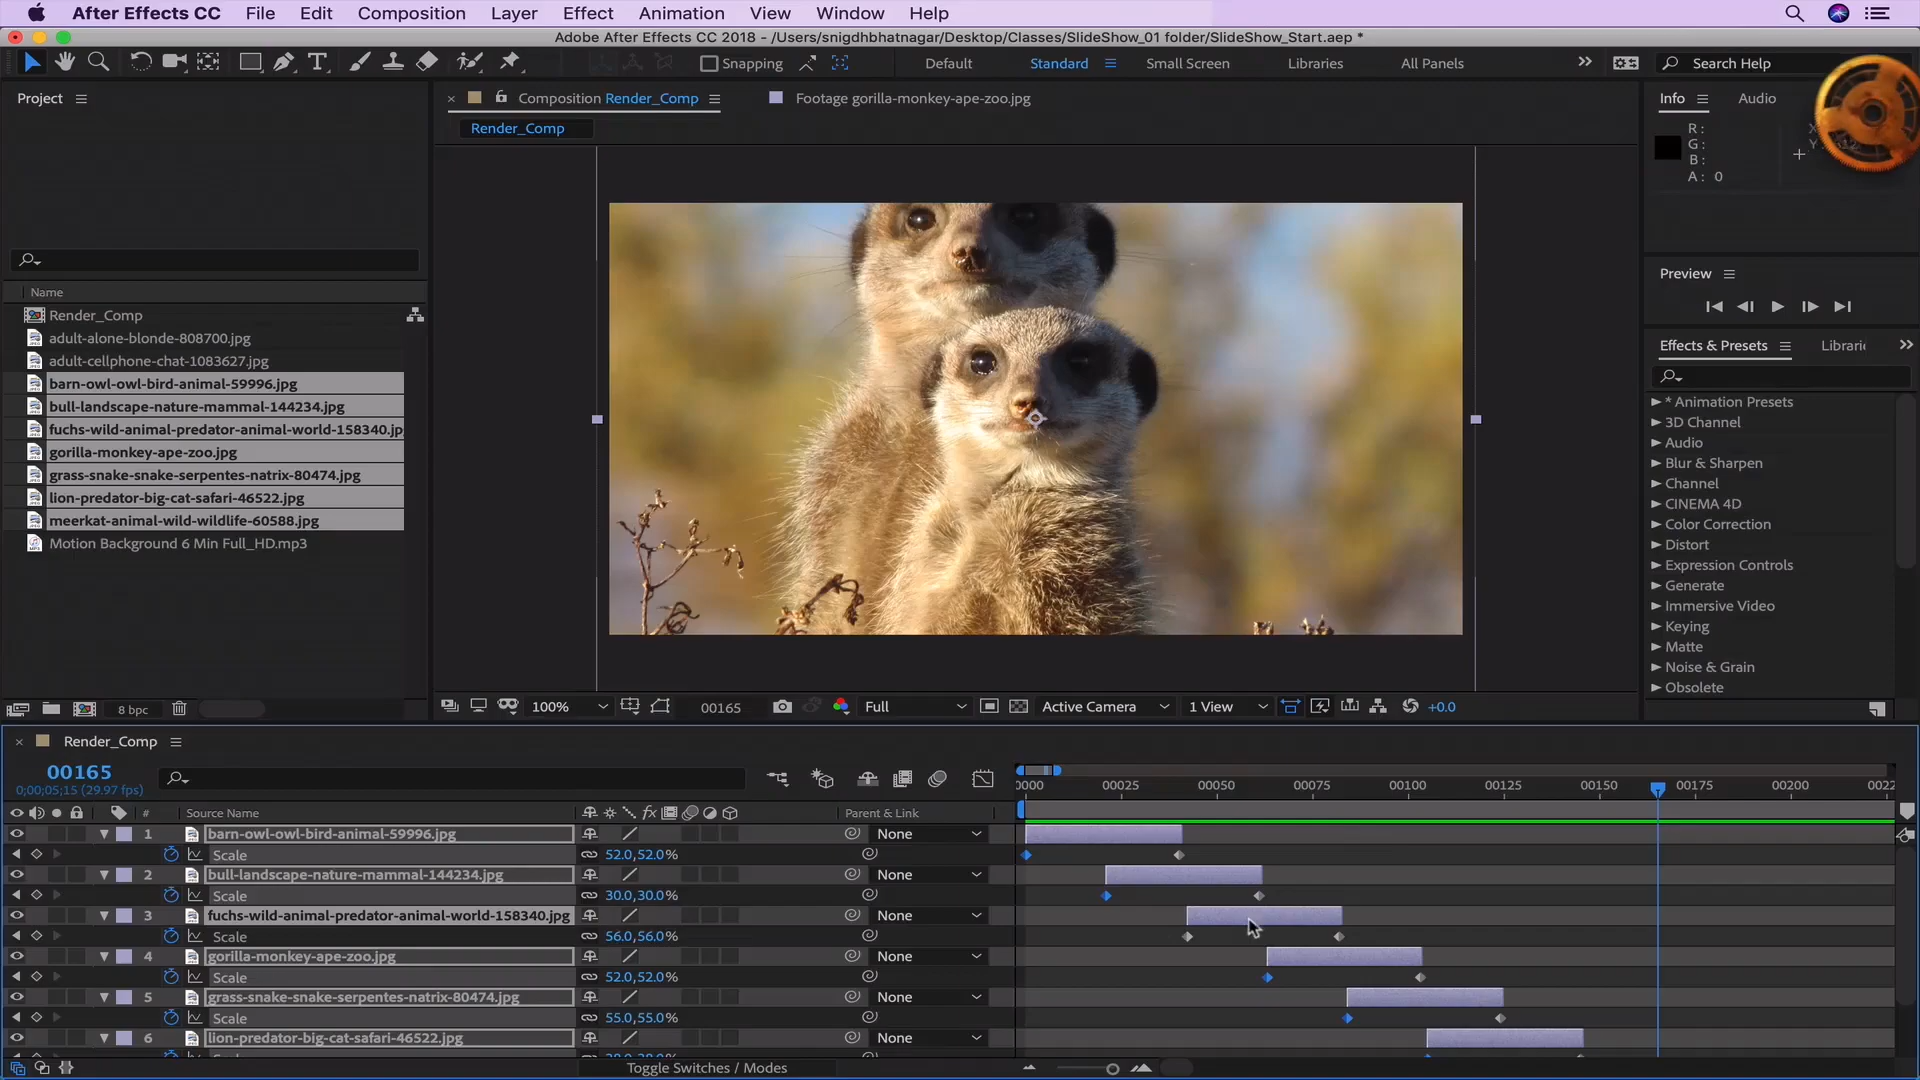 After Effects CC File Edit Composition Layer Effect Animation View Window Help
Adobe After Effects CC 2018 - /Users/snigdhbhatnagar/Desktop/Classes/SlideShow_01 folder/SlideShow_Start.aep *
Snapping Default Standard Small Screen Libraries All Panels Search Help
Project
Composition Render_Comp Footage gorilla-monkey-ape-zoo.jpg
Render_Comp
Info Audio
R :
G :
B :
A : 0
Name
Render_Comp
adult-alone-blonde-808700.jpg
adult-cellphone-chat-1083627.jpg
barn-owl-owl-bird-animal-59996.jpg
bull-landscape-nature-mammal-144234.jpg
fuchs-wild-animal-predator-animal-world-158340.jp
gorilla-monkey-ape-zoo.jpg
grass-snake-snake-serpentes-natrix-80474.jpg
lion-predator-big-cat-safari-46522.jpg
meerkat-animal-wild-wildlife-60588.jpg
Motion Background 6 Min Full_HD.mp3
Preview
Effects & Presets Librari
* Animation Presets
3D Channel
Audio
Blur & Sharpen
Channel
CINEMA 4D
Color Correction
Distort
Expression Controls
Generate
Immersive Video
Keying
Matte
Noise & Grain
Obsolete
8 bpc
100% 00165 Full Active Camera 1 View +0.0
Render_Comp
00165
0;00;05;15 (29.97 fps)
0000 00025 00050 00075 00100 00125 00150 00175 00200 0022
# Source Name Parent & Link
1 barn-owl-owl-bird-animal-59996.jpg None
Scale 52.0,52.0%
2 bull-landscape-nature-mammal-144234.jpg None
Scale 30.0,30.0%
3 fuchs-wild-animal-predator-animal-world-158340.jpg None
Scale 56.0,56.0%
4 gorilla-monkey-ape-zoo.jpg None
Scale 52.0,52.0%
5 grass-snake-snake-serpentes-natrix-80474.jpg None
Scale 55.0,55.0%
6 lion-predator-big-cat-safari-46522.jpg None
Toggle Switches / Modes